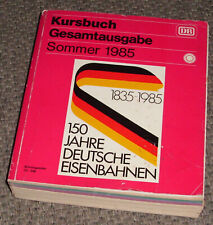 Kursbuch
Gesamtausgabe
Sommer 1985
DB
1835-1985
150
JAHRE
DEUTSCHE
EISENBAHNEN